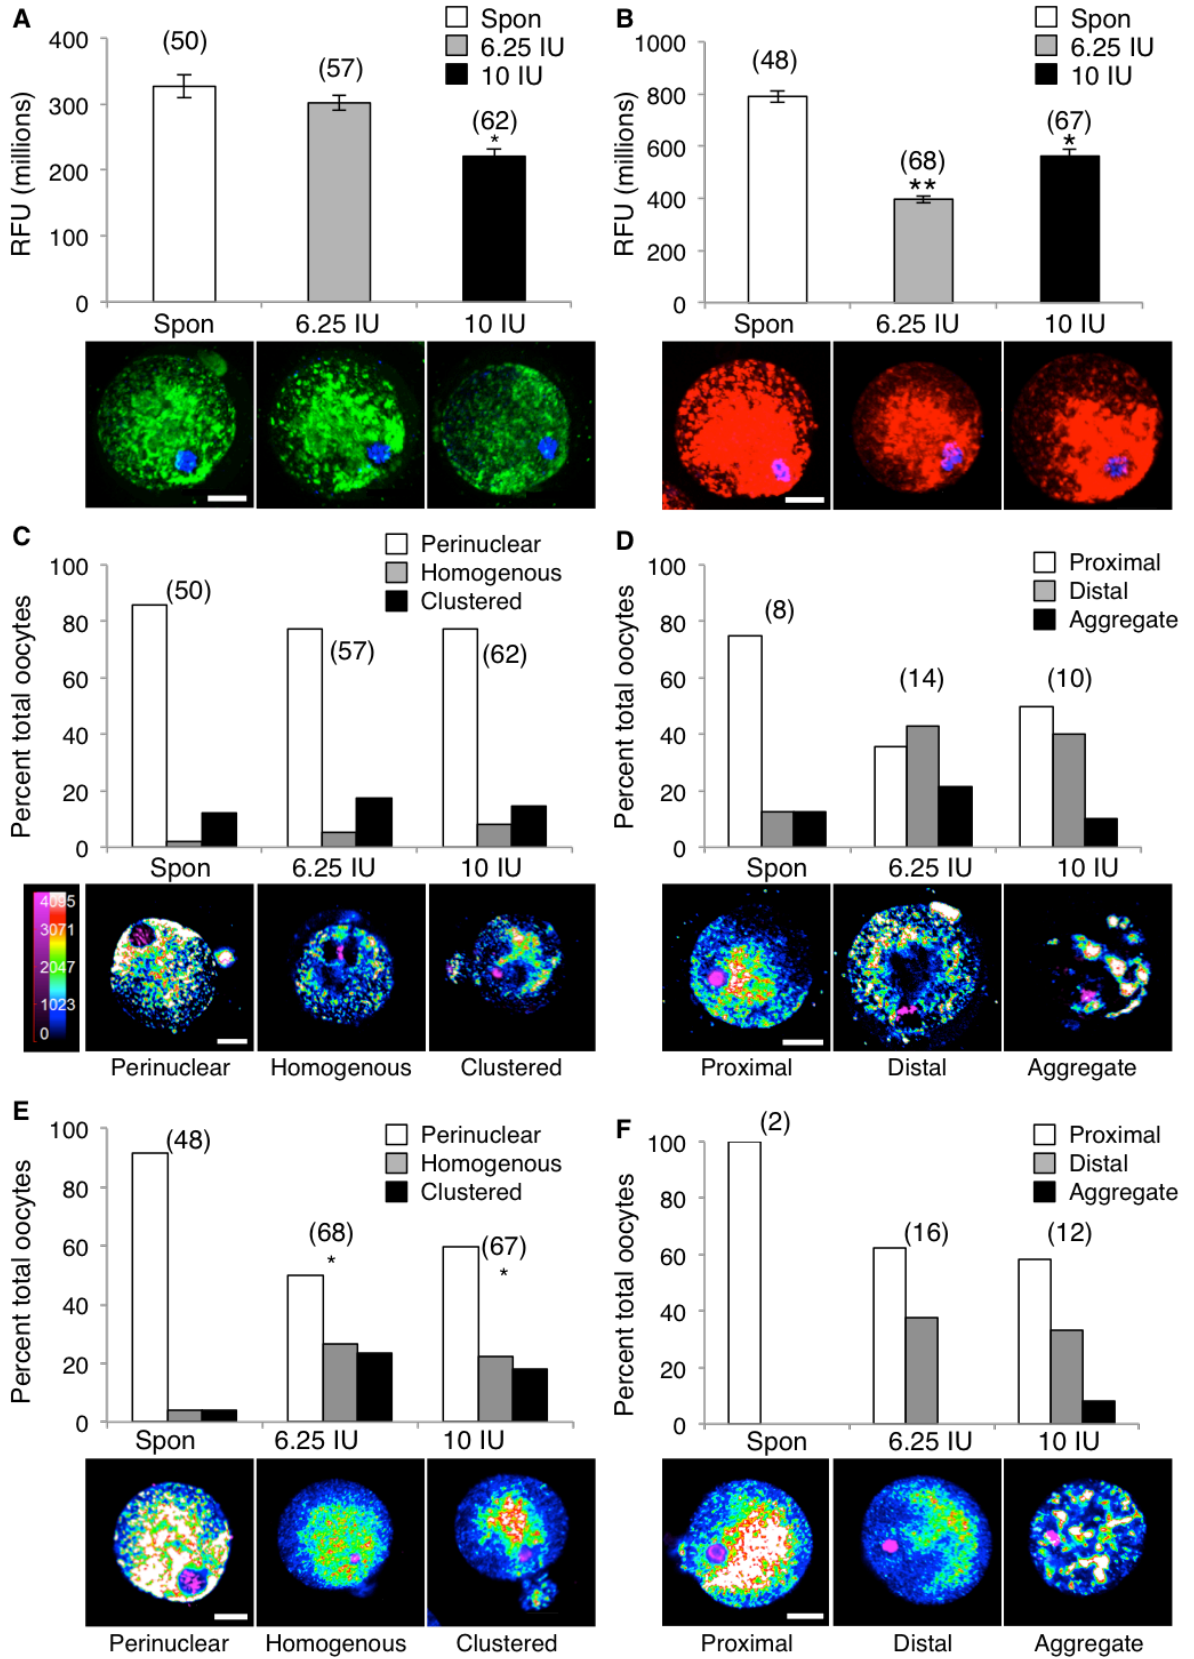 A
Spon
6.25 IU
10 IU
RFU (millions)
400
300
200
100
0
(50)
(57)
(62)
*
Spon 6.25 IU 10 IU
B
Spon
6.25 IU
10 IU
RFU (millions)
1000
800
600
400
200
0
(48)
(68)
**
(67)
*
Spon 6.25 IU 10 IU
C
Perinuclear
Homogenous
Clustered
Percent total oocytes
100
80
60
40
20
0
(50)
(57)
(62)
Spon 6.25 IU 10 IU
4095
3071
2047
1023
0
Perinuclear Homogenous Clustered
D
Proximal
Distal
Aggregate
Percent total oocytes
100
80
60
40
20
0
(8)
(14)
(10)
Spon 6.25 IU 10 IU
Proximal Distal Aggregate
E
Perinuclear
Homogenous
Clustered
Percent total oocytes
100
80
60
40
20
0
(48)
(68)
*
(67)
*
Spon 6.25 IU 10 IU
Perinuclear Homogenous Clustered
F
Proximal
Distal
Aggregate
Percent total oocytes
100
80
60
40
20
0
(2)
(16)
(12)
Spon 6.25 IU 10 IU
Proximal Distal Aggregate